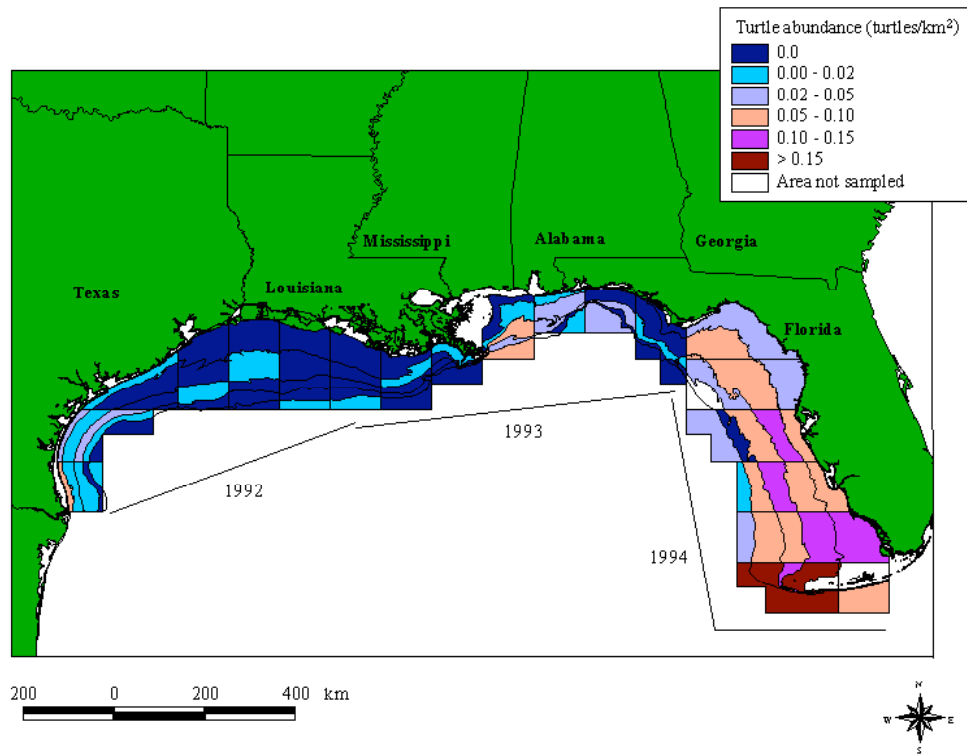 Turtle abundance (turtles/km²)
0.0
0.00 - 0.02
0.02 - 0.05
0.05 - 0.10
0.10 - 0.15
> 0.15
Area not sampled
Mississippi
Alabama
Georgia
Texas
Louisiana
Florida
1993
1992
1994
200 0 200 400 km
N
W E
S